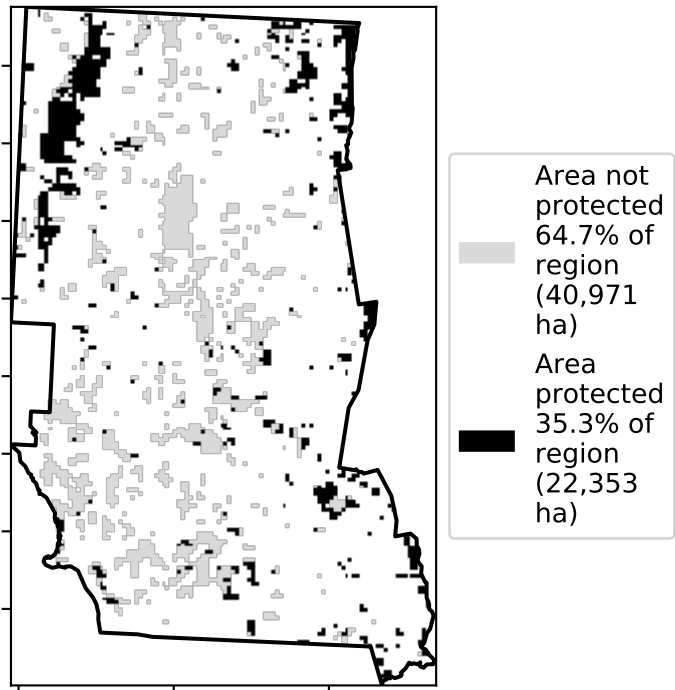 Area not
protected
64.7% of
region
(40,971
ha)
Area
protected
35.3% of
region
(22,353
ha)